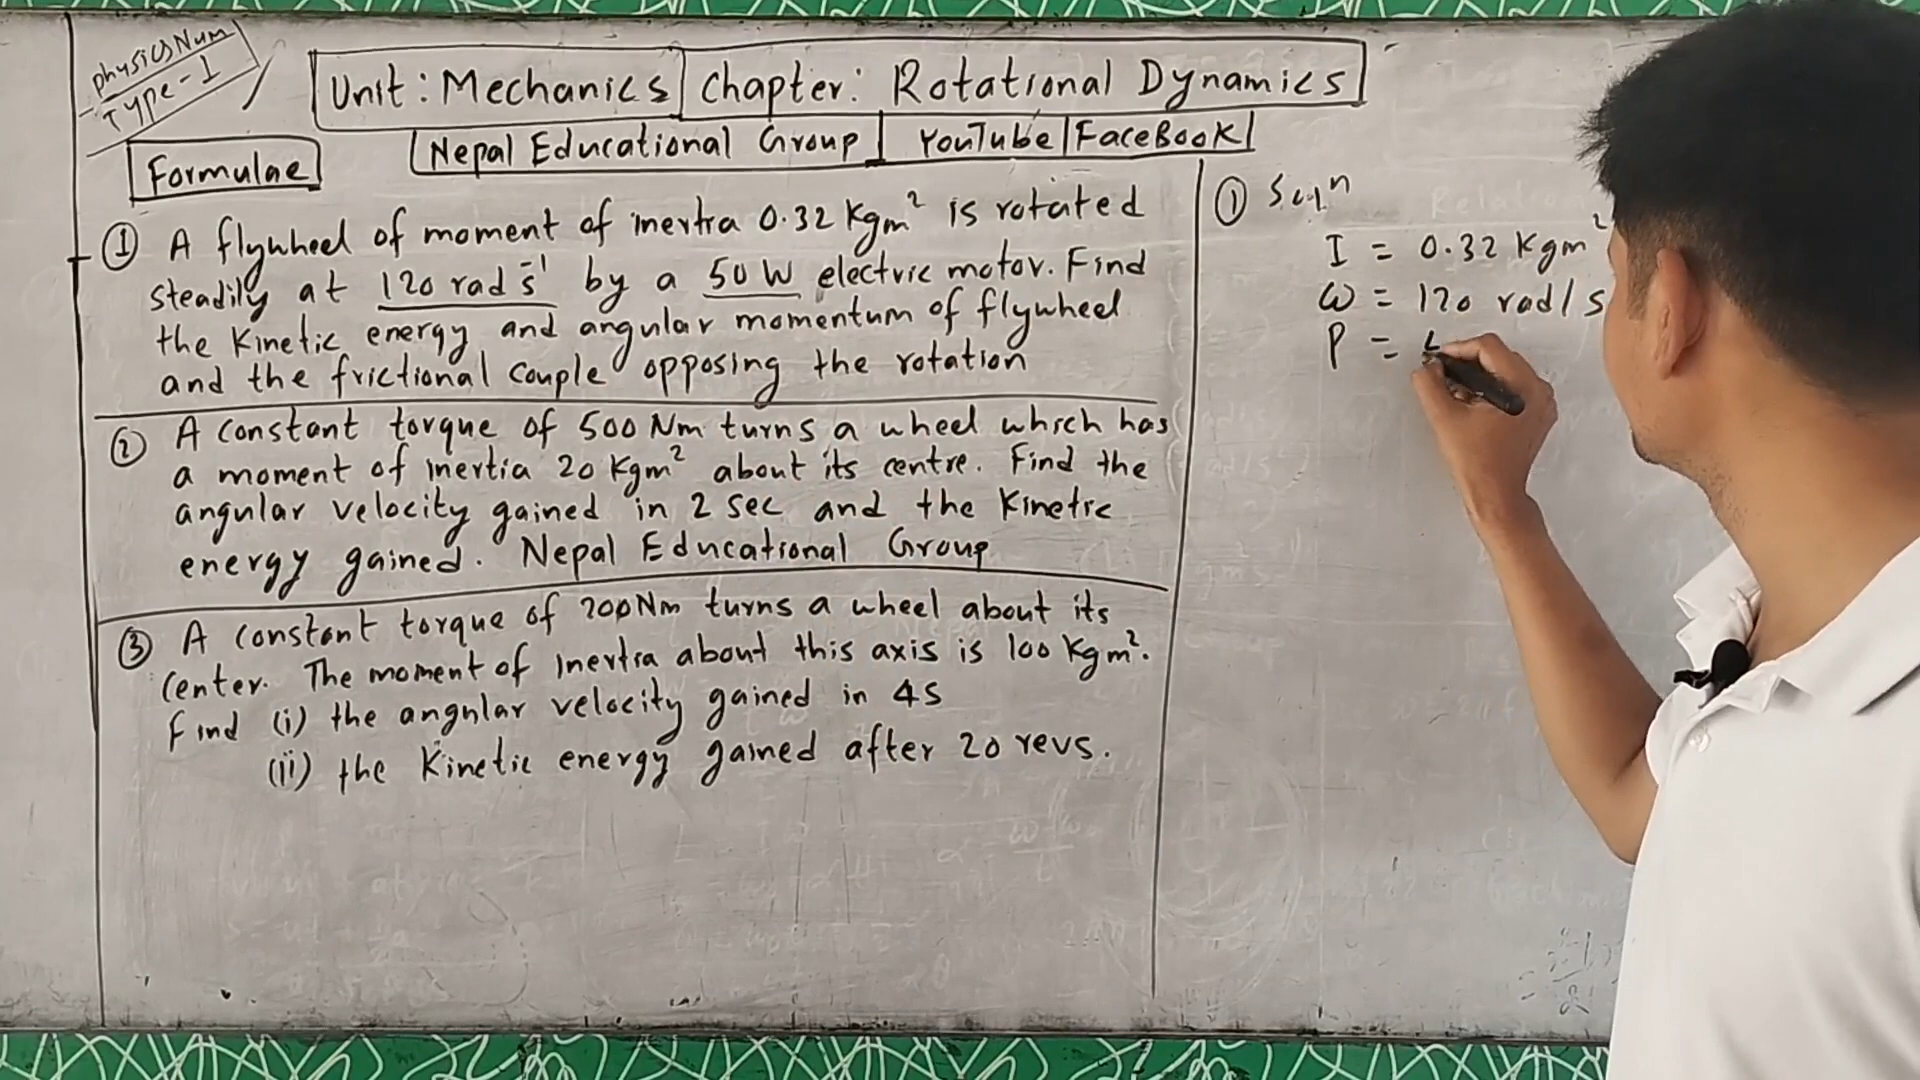 physics Num
Type-1
Unit: Mechanics Chapter: Rotational Dynamics
Nepal Educational Group YouTube | FaceBook
Formulae
① A flywheel of moment of inertia 0.32 Kgm² is rotated
steadily at 120 rad s⁻¹ by a 50 W electric motor. Find
the Kinetic energy and angular momentum of flywheel
and the frictional couple opposing the rotation
② A constant torque of 500 Nm turns a wheel which has
a moment of inertia 20 Kgm² about its centre. Find the
angular velocity gained in 2 sec and the Kinetic
energy gained. Nepal Educational Group
③ A constant torque of 200Nm turns a wheel about its
center. The moment of Inertia about this axis is 100 Kgm².
Find (i) the angular velocity gained in 4s
(ii) the Kinetic energy gained after 20 revs.
① Solⁿ
I = 0.32 Kgm²
ω = 120 rad/s
P =